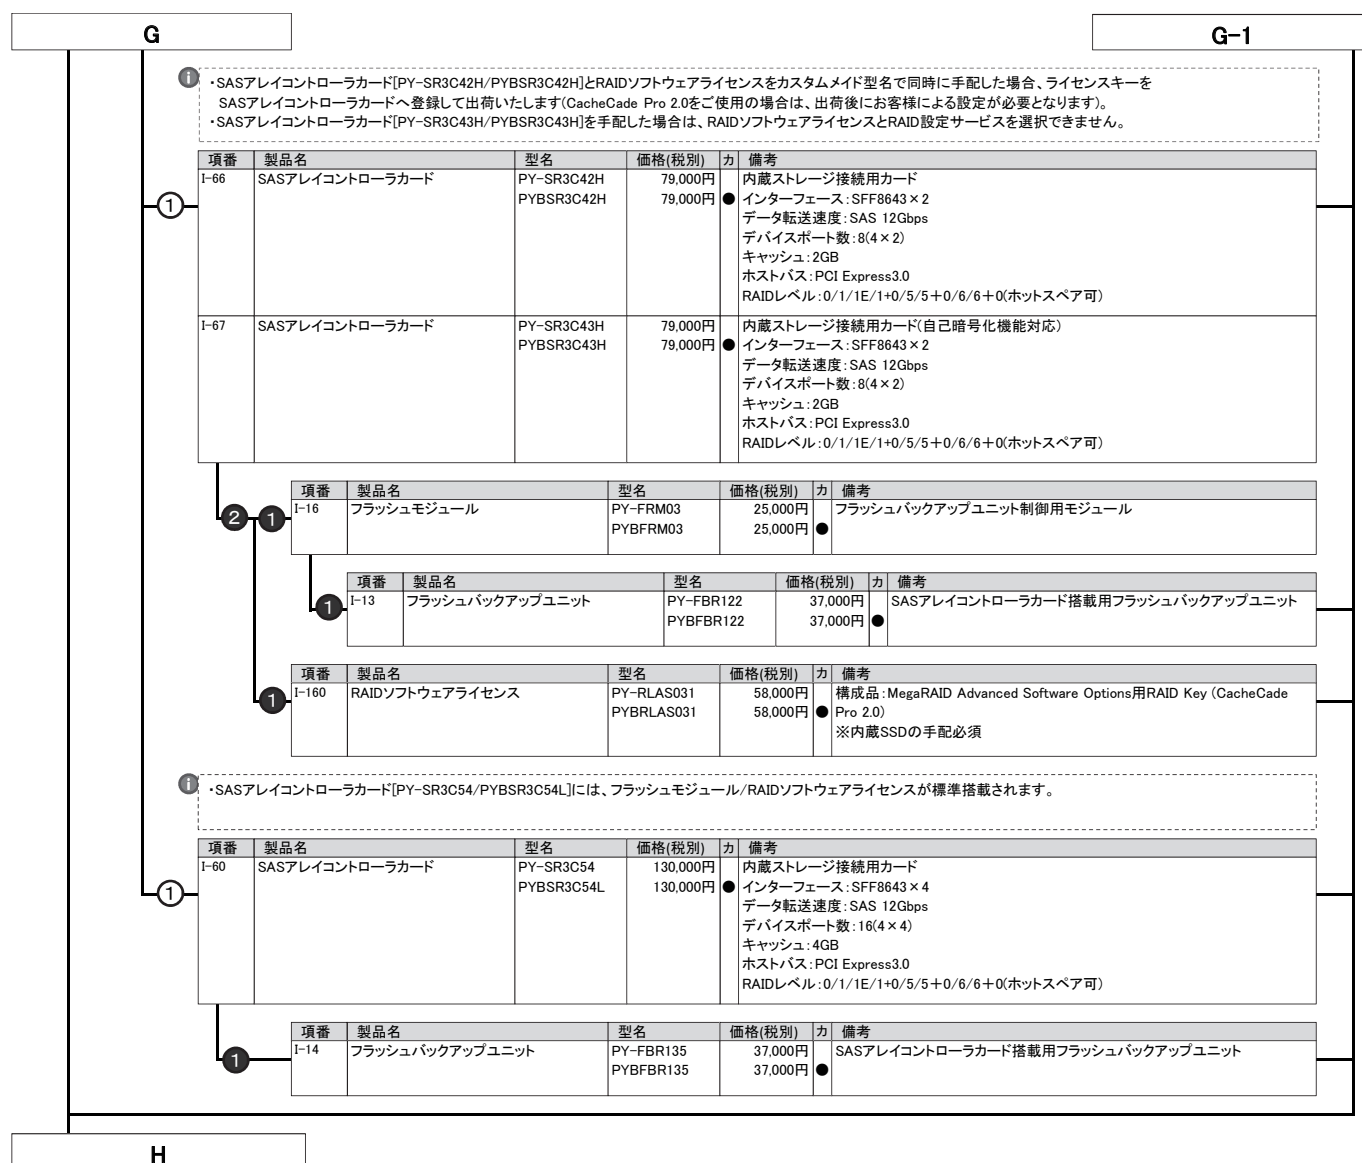 G
G-1
・SASアレイコントローラカード[PY-SR3C42H/PYBSR3C42H]とRAIDソフトウェアライセンスをカスタムメイド型名で同時に手配した場合、ライセンスキーを
SASアレイコントローラカードへ登録して出荷いたします(CacheCade Pro 2.0をご使用の場合は、出荷後にお客様による設定が必要となります)。
・SASアレイコントローラカード[PY-SR3C43H/PYBSR3C43H]を手配した場合は、RAIDソフトウェアライセンスとRAID設定サービスを選択できません。
項番 製品名 型名 価格(税別) カ 備考
I-66 SASアレイコントローラカード PY-SR3C42H 79,000円 内蔵ストレージ接続用カード
① PYBSR3C42H 79,000円 ● インターフェース:SFF8643×2
データ転送速度:SAS 12Gbps
デバイスポート数:8(4×2)
キャッシュ:2GB
ホストバス:PCI Express3.0
RAIDレベル:0/1/1E/1+0/5/5+0/6/6+0(ホットスペア可)
I-67 SASアレイコントローラカード PY-SR3C43H 79,000円 内蔵ストレージ接続用カード(自己暗号化機能対応)
PYBSR3C43H 79,000円 ● インターフェース:SFF8643×2
データ転送速度:SAS 12Gbps
デバイスポート数:8(4×2)
キャッシュ:2GB
ホストバス:PCI Express3.0
RAIDレベル:0/1/1E/1+0/5/5+0/6/6+0(ホットスペア可)
項番 製品名 型名 価格(税別) カ 備考
❷ ❶ I-16 フラッシュモジュール PY-FRM03 25,000円 フラッシュバックアップユニット制御用モジュール
PYBFRM03 25,000円 ●
項番 製品名 型名 価格(税別) カ 備考
❶ I-13 フラッシュバックアップユニット PY-FBR122 37,000円 SASアレイコントローラカード搭載用フラッシュバックアップユニット
PYBFBR122 37,000円 ●
項番 製品名 型名 価格(税別) カ 備考
❶ I-160 RAIDソフトウェアライセンス PY-RLAS031 58,000円 構成品:MegaRAID Advanced Software Options用RAID Key (CacheCade
PYBRLAS031 58,000円 ● Pro 2.0)
※内蔵SSDの手配必須
・SASアレイコントローラカード[PY-SR3C54/PYBSR3C54L]には、フラッシュモジュール/RAIDソフトウェアライセンスが標準搭載されます。
項番 製品名 型名 価格(税別) カ 備考
I-60 SASアレイコントローラカード PY-SR3C54 130,000円 内蔵ストレージ接続用カード
① PYBSR3C54L 130,000円 ● インターフェース:SFF8643×4
データ転送速度:SAS 12Gbps
デバイスポート数:16(4×4)
キャッシュ:4GB
ホストバス:PCI Express3.0
RAIDレベル:0/1/1E/1+0/5/5+0/6/6+0(ホットスペア可)
項番 製品名 型名 価格(税別) カ 備考
❶ I-14 フラッシュバックアップユニット PY-FBR135 37,000円 SASアレイコントローラカード搭載用フラッシュバックアップユニット
PYBFBR135 37,000円 ●
H